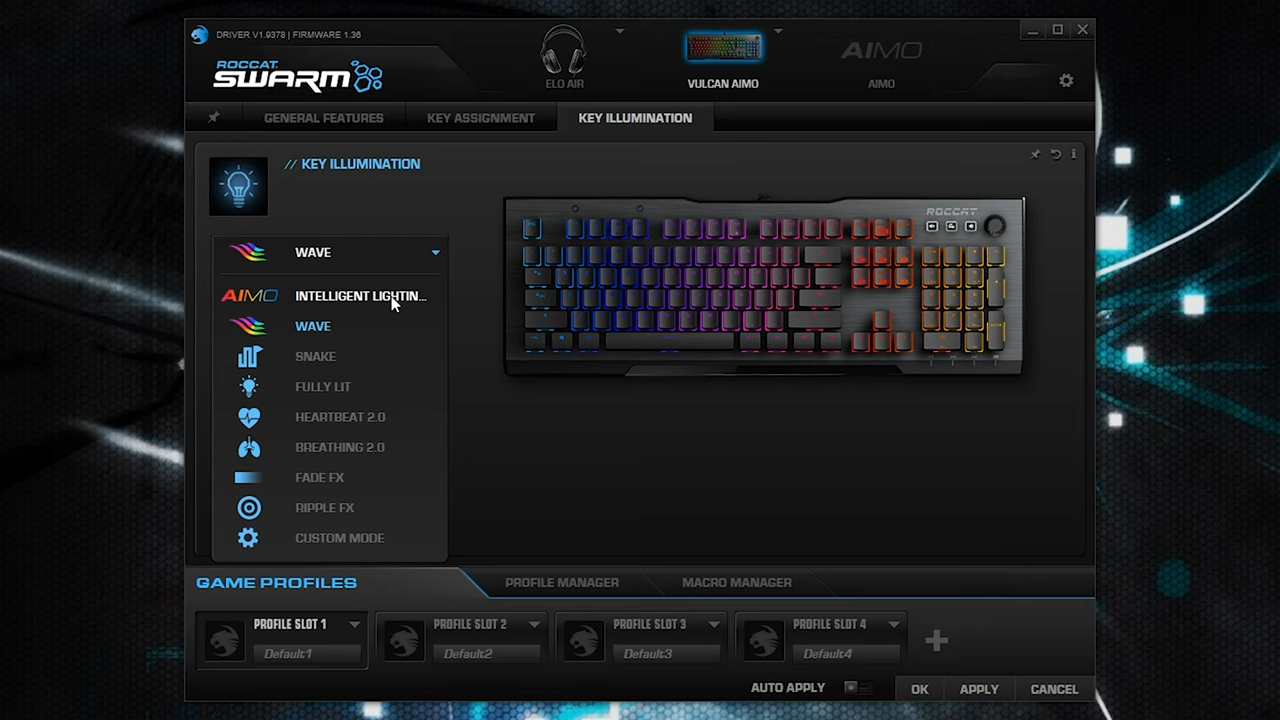 DRIVER V1.9378 | FIRMWARE 1.36
ROCCAT
SWARM
ELO AIR
VULCAN AIMO
AIMO
AIMO
GENERAL FEATURES
KEY ASSIGNMENT
KEY ILLUMINATION
// KEY ILLUMINATION
ROCCAT
WAVE
AIMO INTELLIGENT LIGHTIN...
WAVE
SNAKE
FULLY LIT
HEARTBEAT 2.0
BREATHING 2.0
FADE FX
RIPPLE FX
CUSTOM MODE
GAME PROFILES
PROFILE MANAGER
MACRO MANAGER
PROFILE SLOT 1
Default1
PROFILE SLOT 2
Default2
PROFILE SLOT 3
Default3
PROFILE SLOT 4
Default4
AUTO APPLY
OK
APPLY
CANCEL